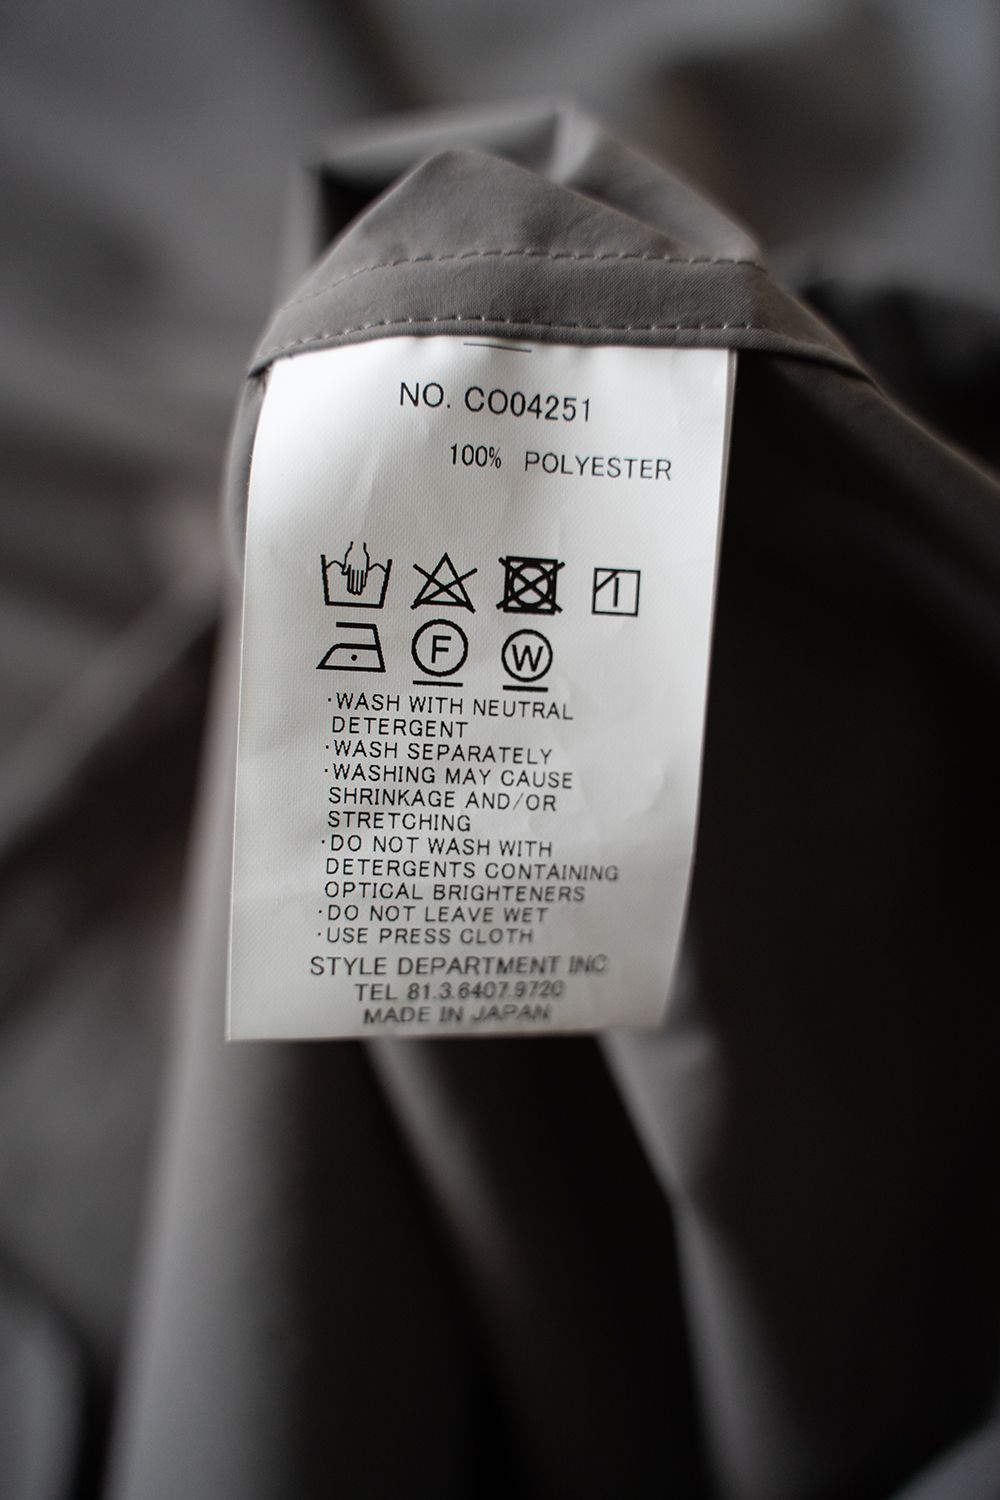 NO. CO04251
100% POLYESTER
F W
·WASH WITH NEUTRAL
DETERGENT
·WASH SEPARATELY
·WASHING MAY CAUSE
SHRINKAGE AND/OR
STRETCHING
·DO NOT WASH WITH
DETERGENTS CONTAINING
OPTICAL BRIGHTENERS
·DO NOT LEAVE WET
·USE PRESS CLOTH
STYLE DEPARTMENT INC
TEL 81.3.6407.9720
MADE IN JAPAN